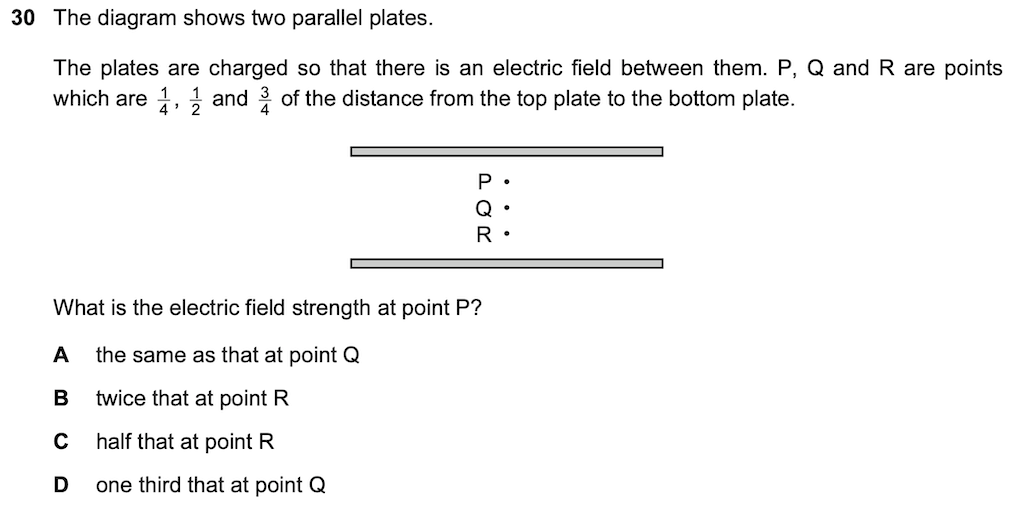 30 The diagram shows two parallel plates.
The plates are charged so that there is an electric field between them. P, Q and R are points
which are 1/4, 1/2 and 3/4 of the distance from the top plate to the bottom plate.
P
Q
R
What is the electric field strength at point P?
A the same as that at point Q
B twice that at point R
C half that at point R
D one third that at point Q